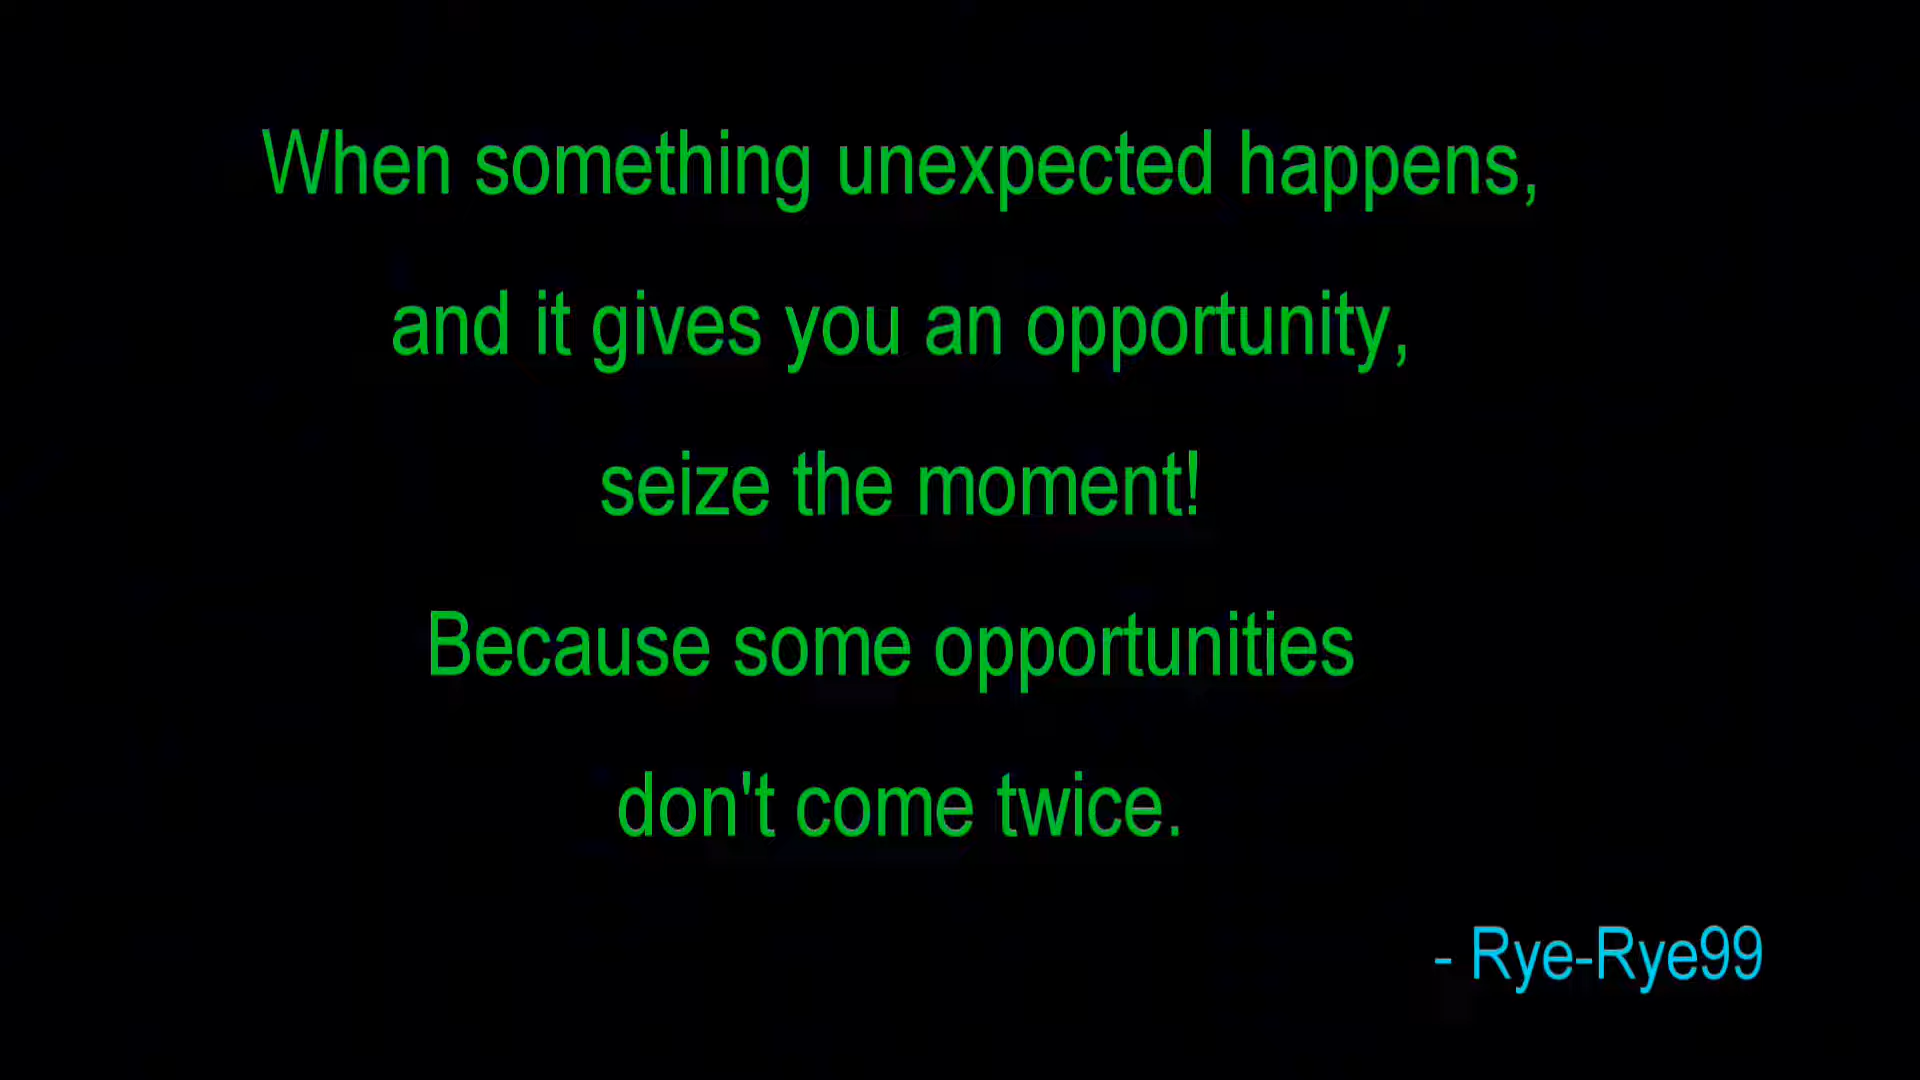 When something unexpected happens,
and it gives you an opportunity,
seize the moment!
Because some opportunities
don't come twice.
- Rye-Rye99